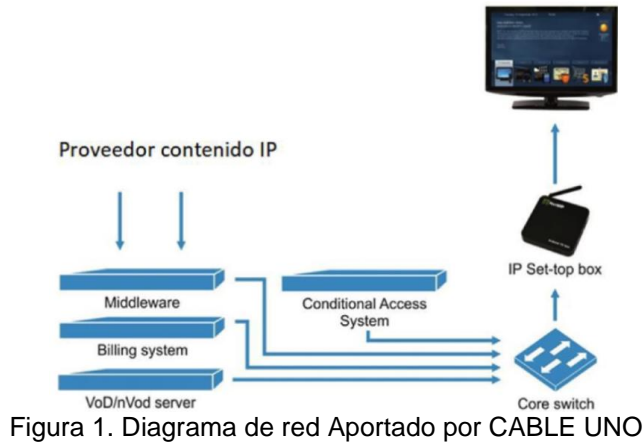 Proveedor contenido IP
Middleware
Billing system
VoD/nVod server
Conditional Access
System
IP Set-top box
Core switch
Figura 1. Diagrama de red Aportado por CABLE UNO